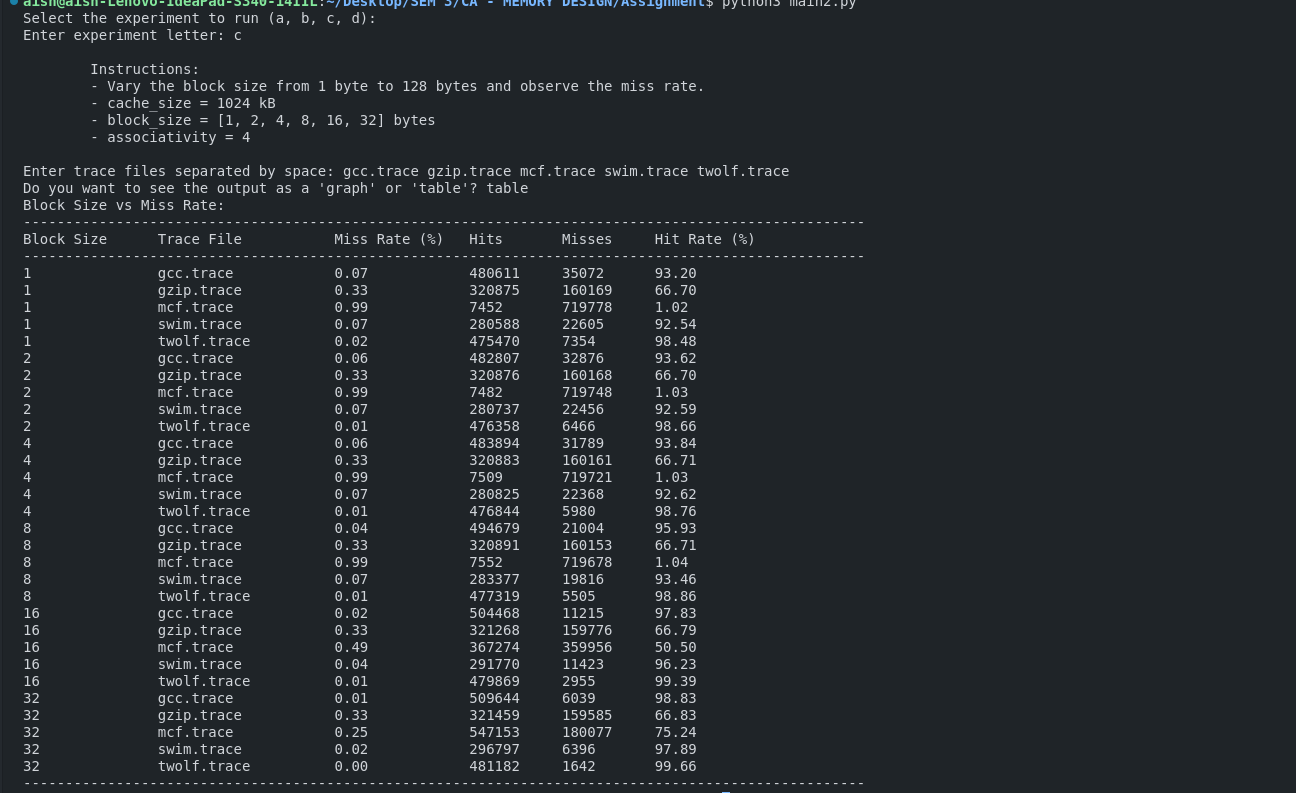 aish@aish-Lenovo-IdeaPad-S340-14IIL:~/Desktop/SEM 3/CA - MEMORY DESIGN/Assignment$ python3 main2.py
Select the experiment to run (a, b, c, d):
Enter experiment letter: c
Instructions:
- Vary the block size from 1 byte to 128 bytes and observe the miss rate.
- cache_size = 1024 kB
- block_size = [1, 2, 4, 8, 16, 32] bytes
- associativity = 4
Enter trace files separated by space: gcc.trace gzip.trace mcf.trace swim.trace twolf.trace
Do you want to see the output as a 'graph' or 'table'? table
Block Size vs Miss Rate:
----------------------------------------------------------------------------------------------------
Block Size      Trace File           Miss Rate (%)   Hits       Misses     Hit Rate (%)
----------------------------------------------------------------------------------------------------
1               gcc.trace            0.07            480611     35072      93.20
1               gzip.trace           0.33            320875     160169     66.70
1               mcf.trace            0.99            7452       719778     1.02
1               swim.trace           0.07            280588     22605      92.54
1               twolf.trace          0.02            475470     7354       98.48
2               gcc.trace            0.06            482807     32876      93.62
2               gzip.trace           0.33            320876     160168     66.70
2               mcf.trace            0.99            7482       719748     1.03
2               swim.trace           0.07            280737     22456      92.59
2               twolf.trace          0.01            476358     6466       98.66
4               gcc.trace            0.06            483894     31789      93.84
4               gzip.trace           0.33            320883     160161     66.71
4               mcf.trace            0.99            7509       719721     1.03
4               swim.trace           0.07            280825     22368      92.62
4               twolf.trace          0.01            476844     5980       98.76
8               gcc.trace            0.04            494679     21004      95.93
8               gzip.trace           0.33            320891     160153     66.71
8               mcf.trace            0.99            7552       719678     1.04
8               swim.trace           0.07            283377     19816      93.46
8               twolf.trace          0.01            477319     5505       98.86
16              gcc.trace            0.02            504468     11215      97.83
16              gzip.trace           0.33            321268     159776     66.79
16              mcf.trace            0.49            367274     359956     50.50
16              swim.trace           0.04            291770     11423      96.23
16              twolf.trace          0.01            479869     2955       99.39
32              gcc.trace            0.01            509644     6039       98.83
32              gzip.trace           0.33            321459     159585     66.83
32              mcf.trace            0.25            547153     180077     75.24
32              swim.trace           0.02            296797     6396       97.89
32              twolf.trace          0.00            481182     1642       99.66
----------------------------------------------------------------------------------------------------